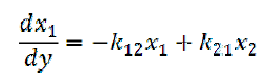 dx₁/dy = −k₁₂x₁ + k₂₁x₂